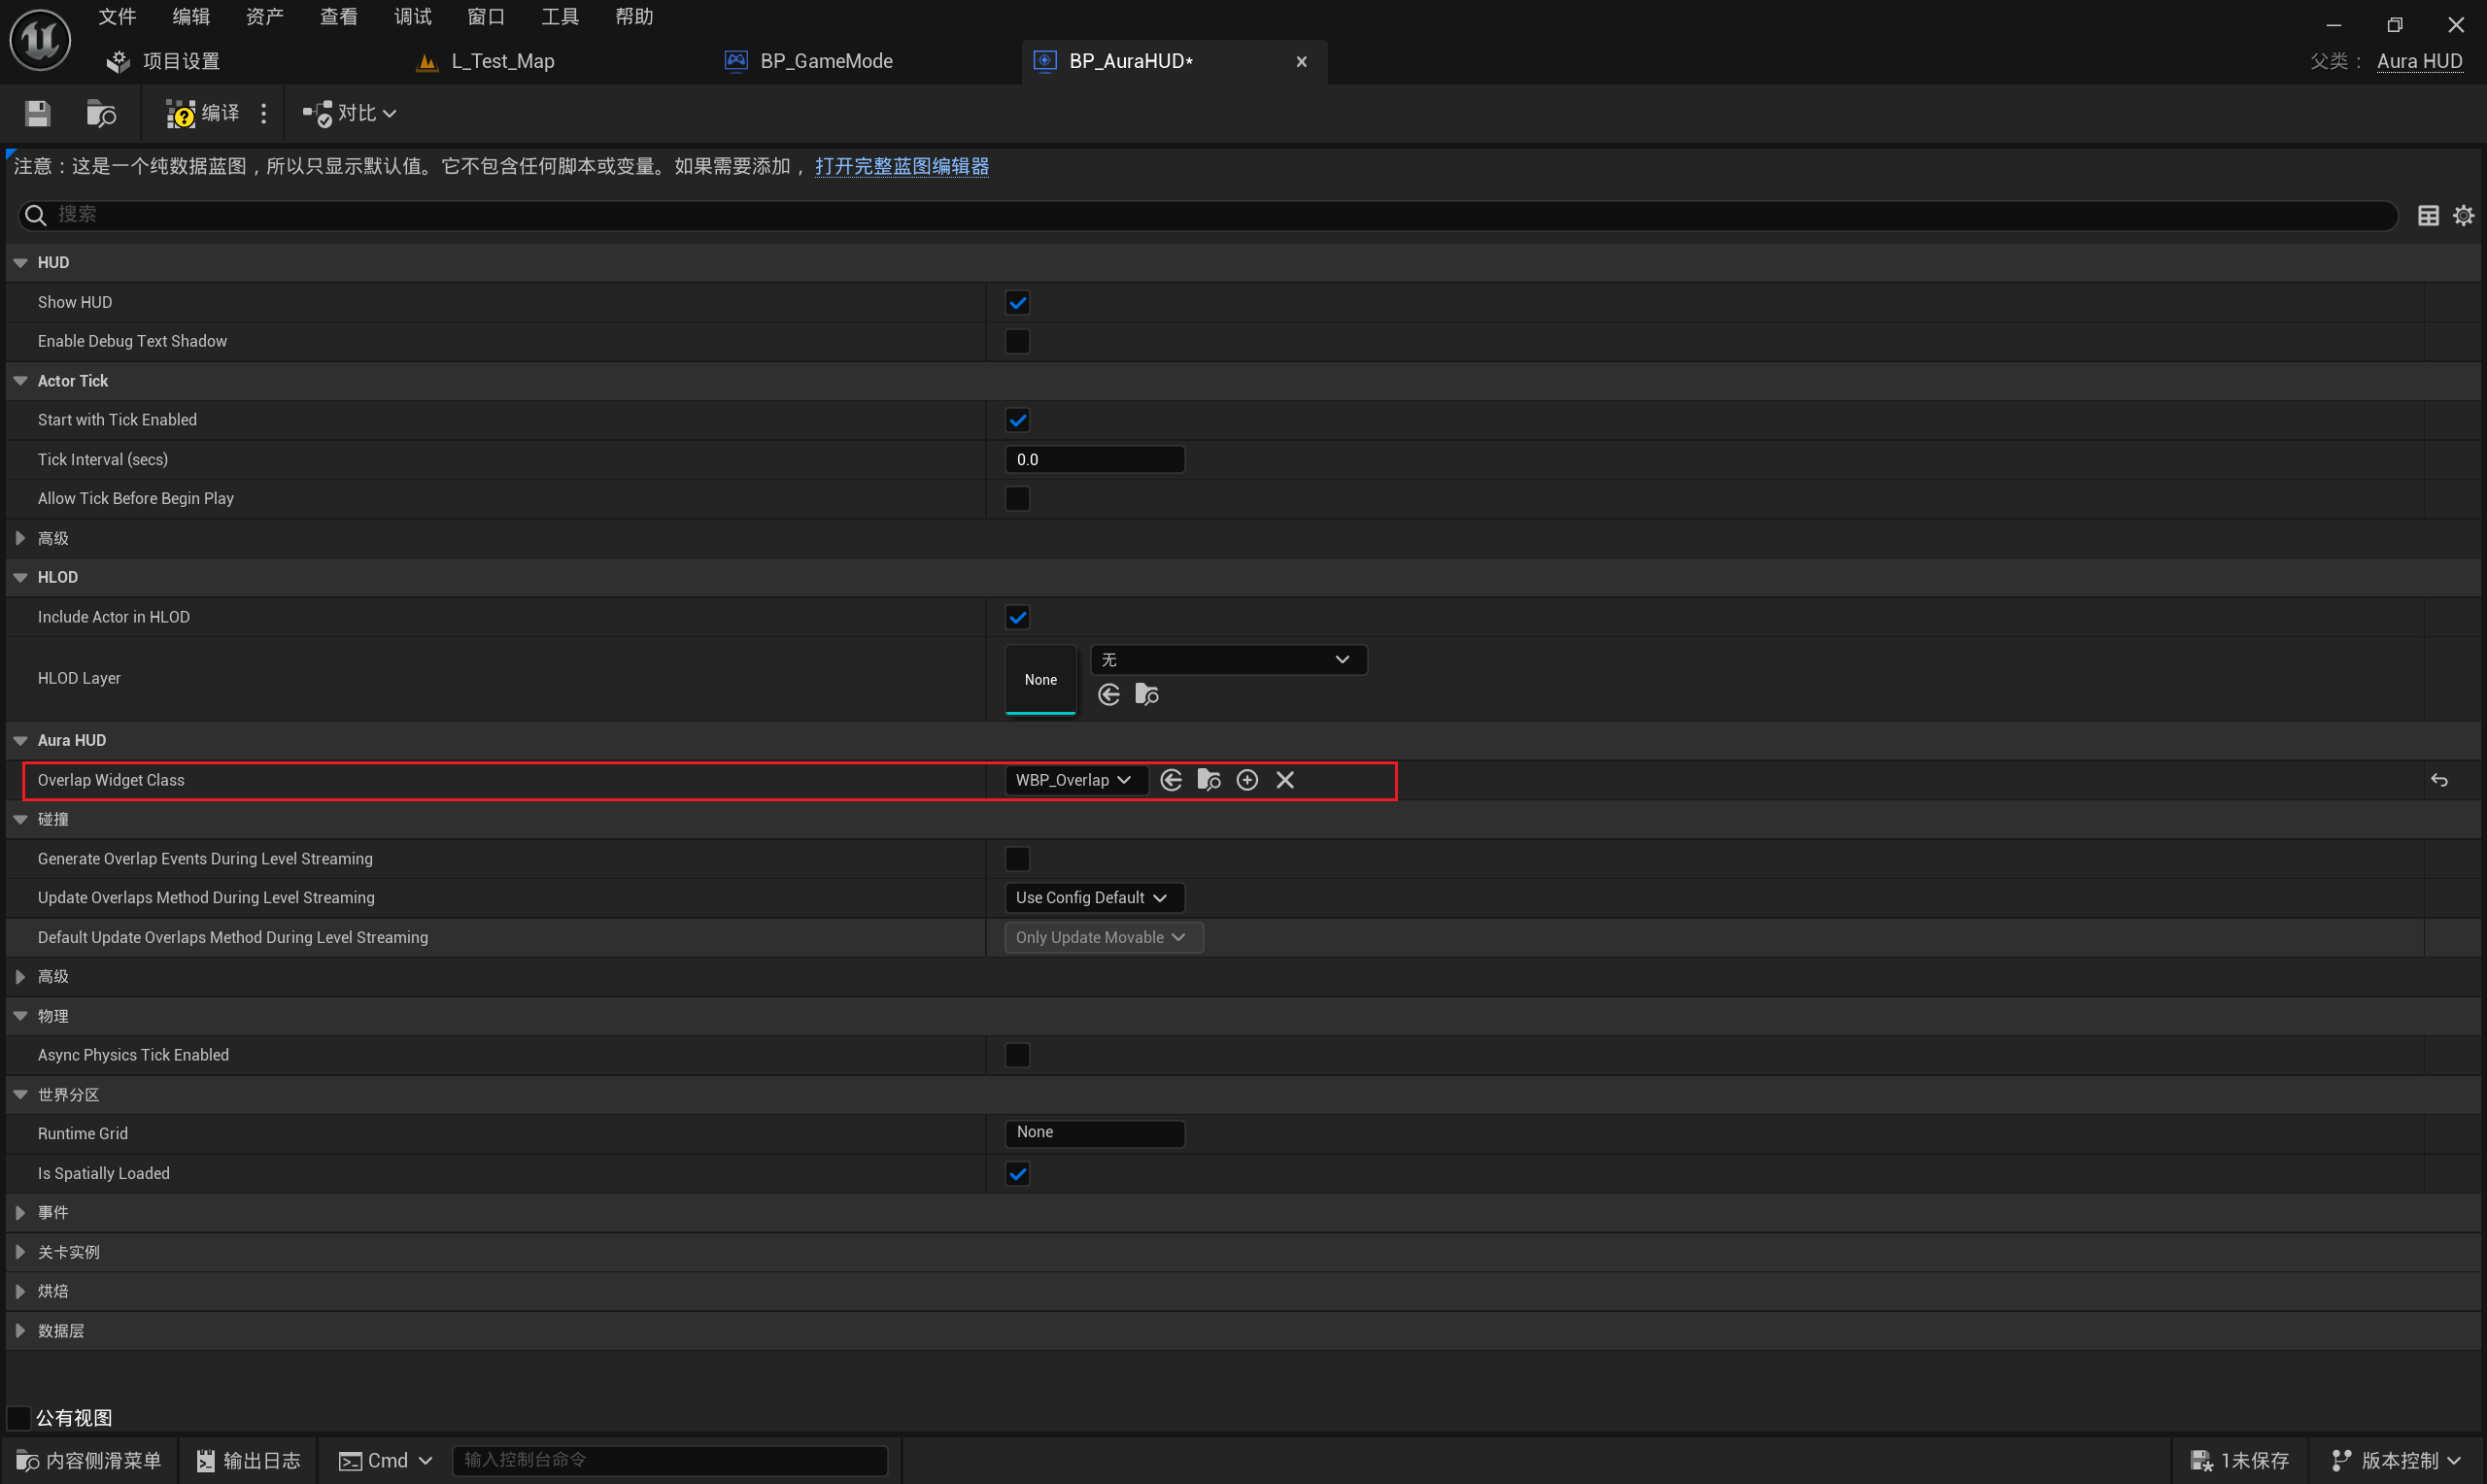 文件 编辑 资产 查看 调试 窗口 工具 帮助
项目设置 L_Test_Map BP_GameMode BP_AuraHUD* 父类： Aura HUD
编译 对比
注意：这是一个纯数据蓝图，所以只显示默认值。它不包含任何脚本或变量。如果需要添加， 打开完整蓝图编辑器
搜索
HUD
Show HUD
Enable Debug Text Shadow
Actor Tick
Start with Tick Enabled
Tick Interval (secs) 0.0
Allow Tick Before Begin Play
高级
HLOD
Include Actor in HLOD
HLOD Layer None 无
Aura HUD
Overlap Widget Class WBP_Overlap
碰撞
Generate Overlap Events During Level Streaming
Update Overlaps Method During Level Streaming Use Config Default
Default Update Overlaps Method During Level Streaming Only Update Movable
高级
物理
Async Physics Tick Enabled
世界分区
Runtime Grid None
Is Spatially Loaded
事件
关卡实例
烘焙
数据层
公有视图
内容侧滑菜单 输出日志 Cmd 输入控制台命令 1未保存 版本控制